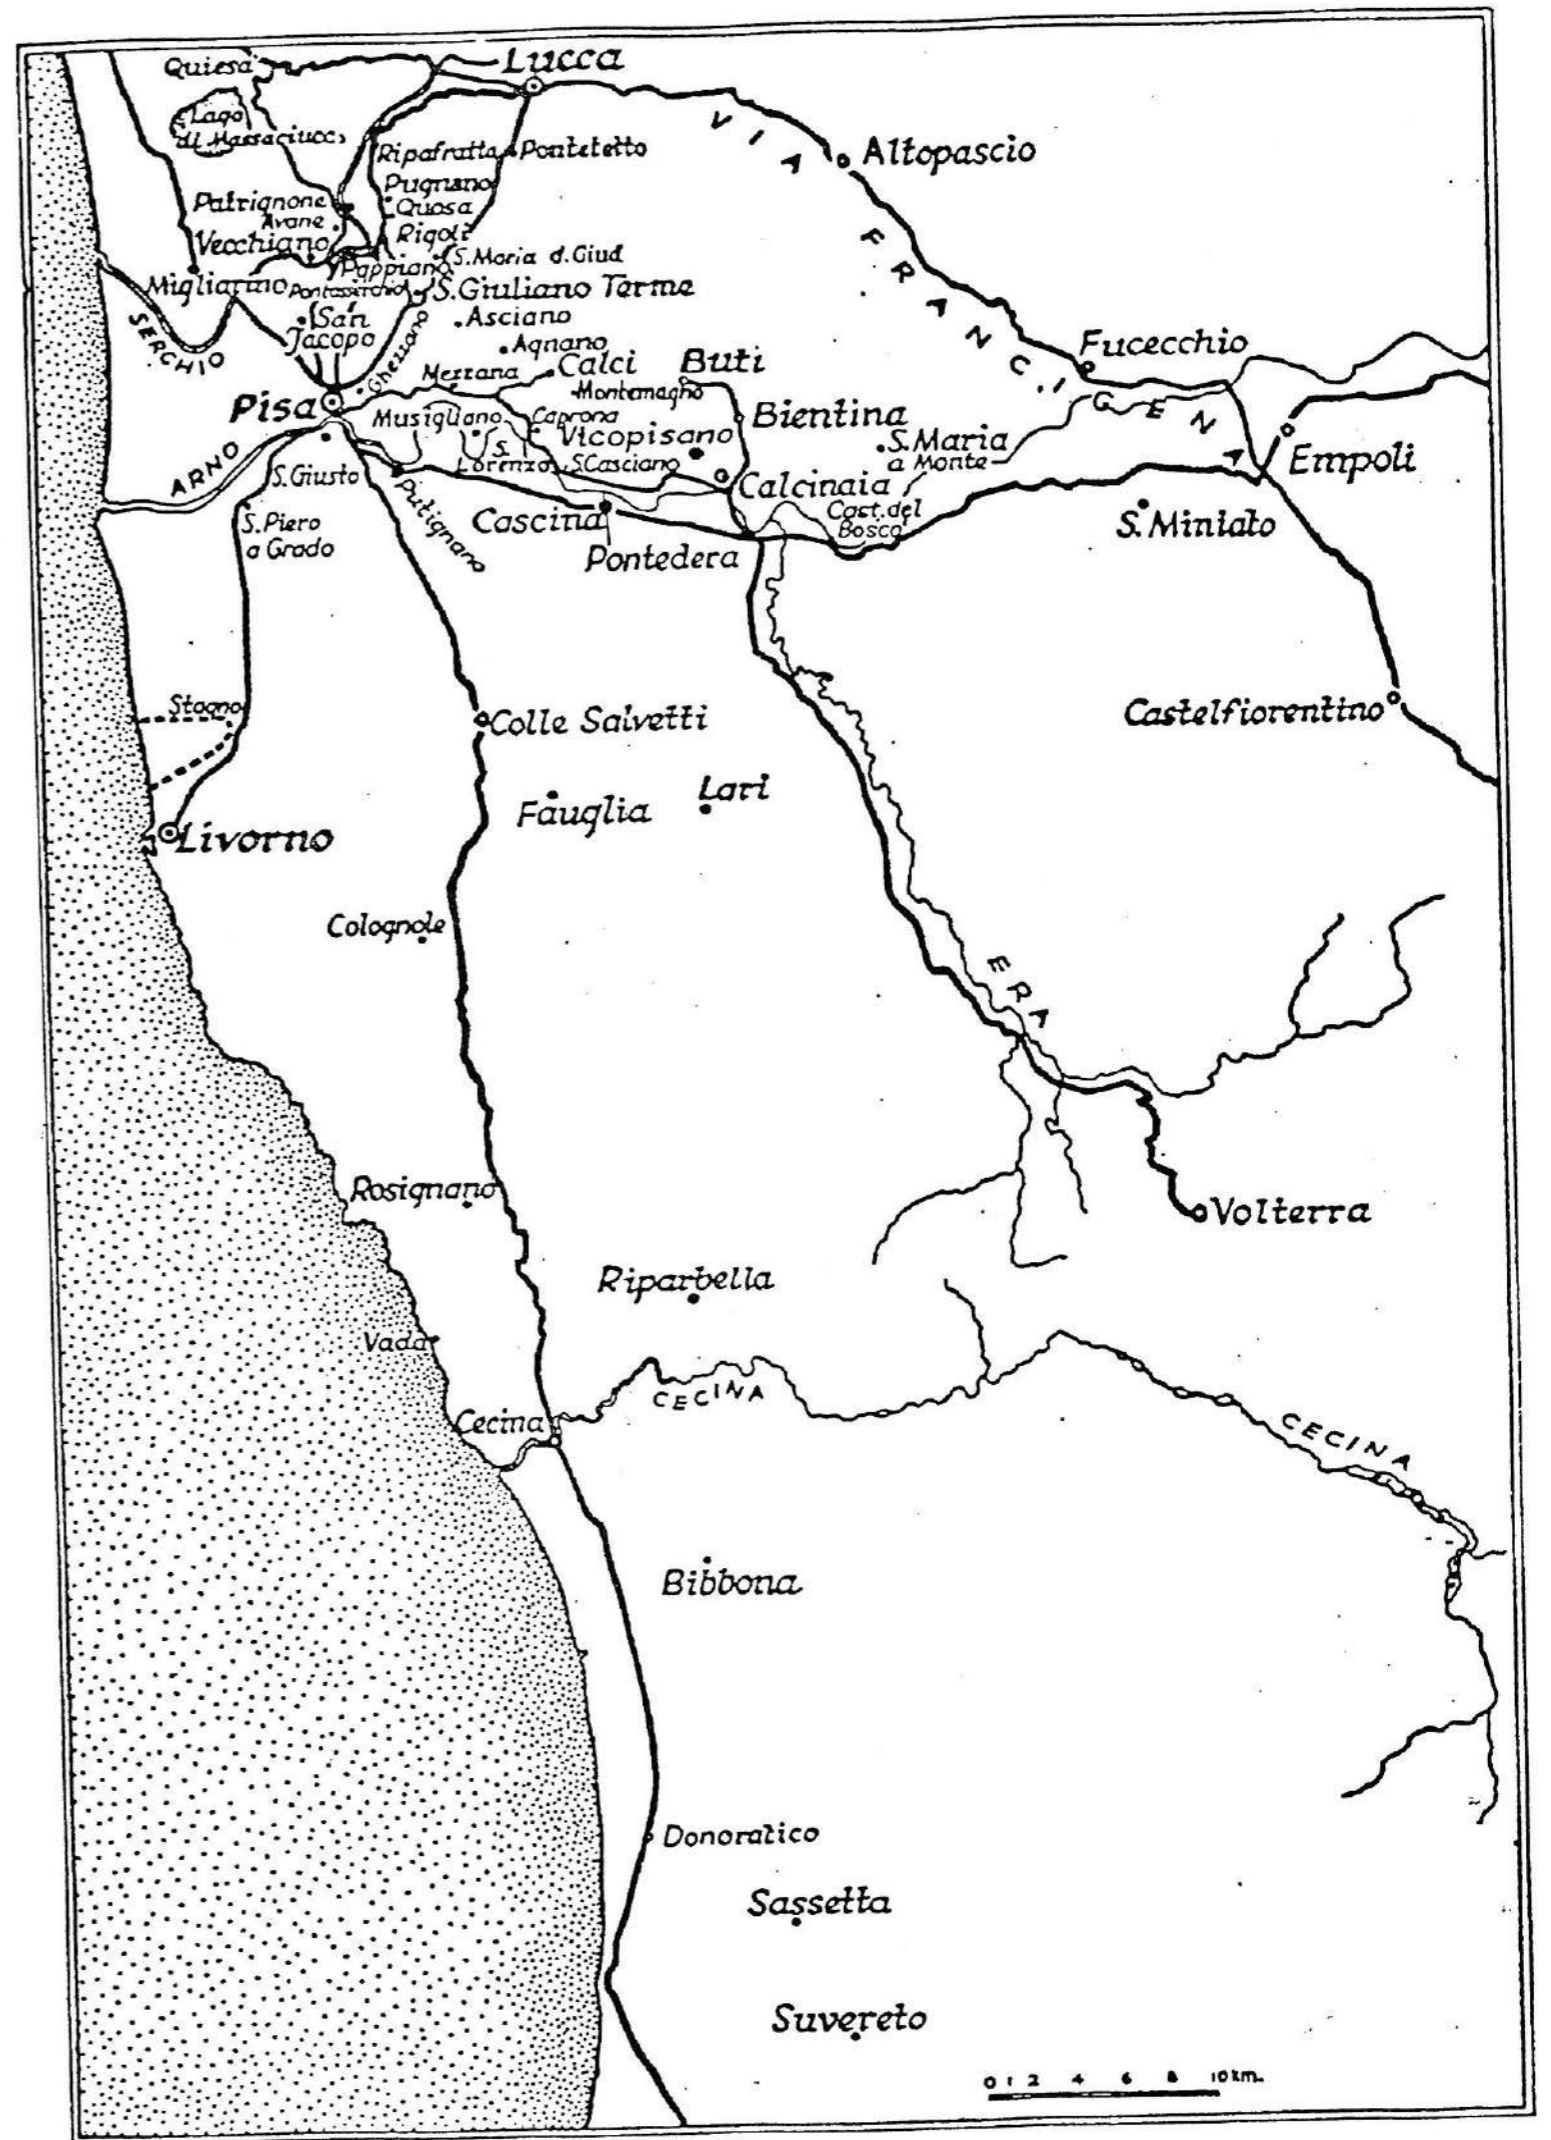 Quiesa
Lucca
Lago
di Massaciucc.
Ripafratta
Pontetetto
VIA FRANCIGENA
Altopascio
Pugnano
Patrignone
Quosa
Avane
Rigoli
Vecchiano
S. Maria d. Giud
Pappiano
Migliarino
Pontasserchio
S. Giuliano Terme
SERCHIO
San
Jacopo
Asciano
Ghezzano
Agnano
Fucecchio
Mezzana
Calci
Buti
Montemagno
Pisa
Musigliano
Caprona
Bientina
Vicopisano
S. Maria
a Monte
Empoli
ARNO
S. Giusto
S.
Lorenzo
S. Casciano
Calcinaia
Putignano
Cascina
Cast. del
Bosco
S. Miniato
S. Piero
a Grado
Pontedera
Stagno
Colle Salvetti
Castelfiorentino
Fauglia
Lari
Livorno
Colognole
ERA
Rosignano
Volterra
Riparbella
Vada
CECINA
Cecina
CECINA
Bibbona
Donoratico
Sassetta
Suvereto
0 1 2 4 6 8 10 km.